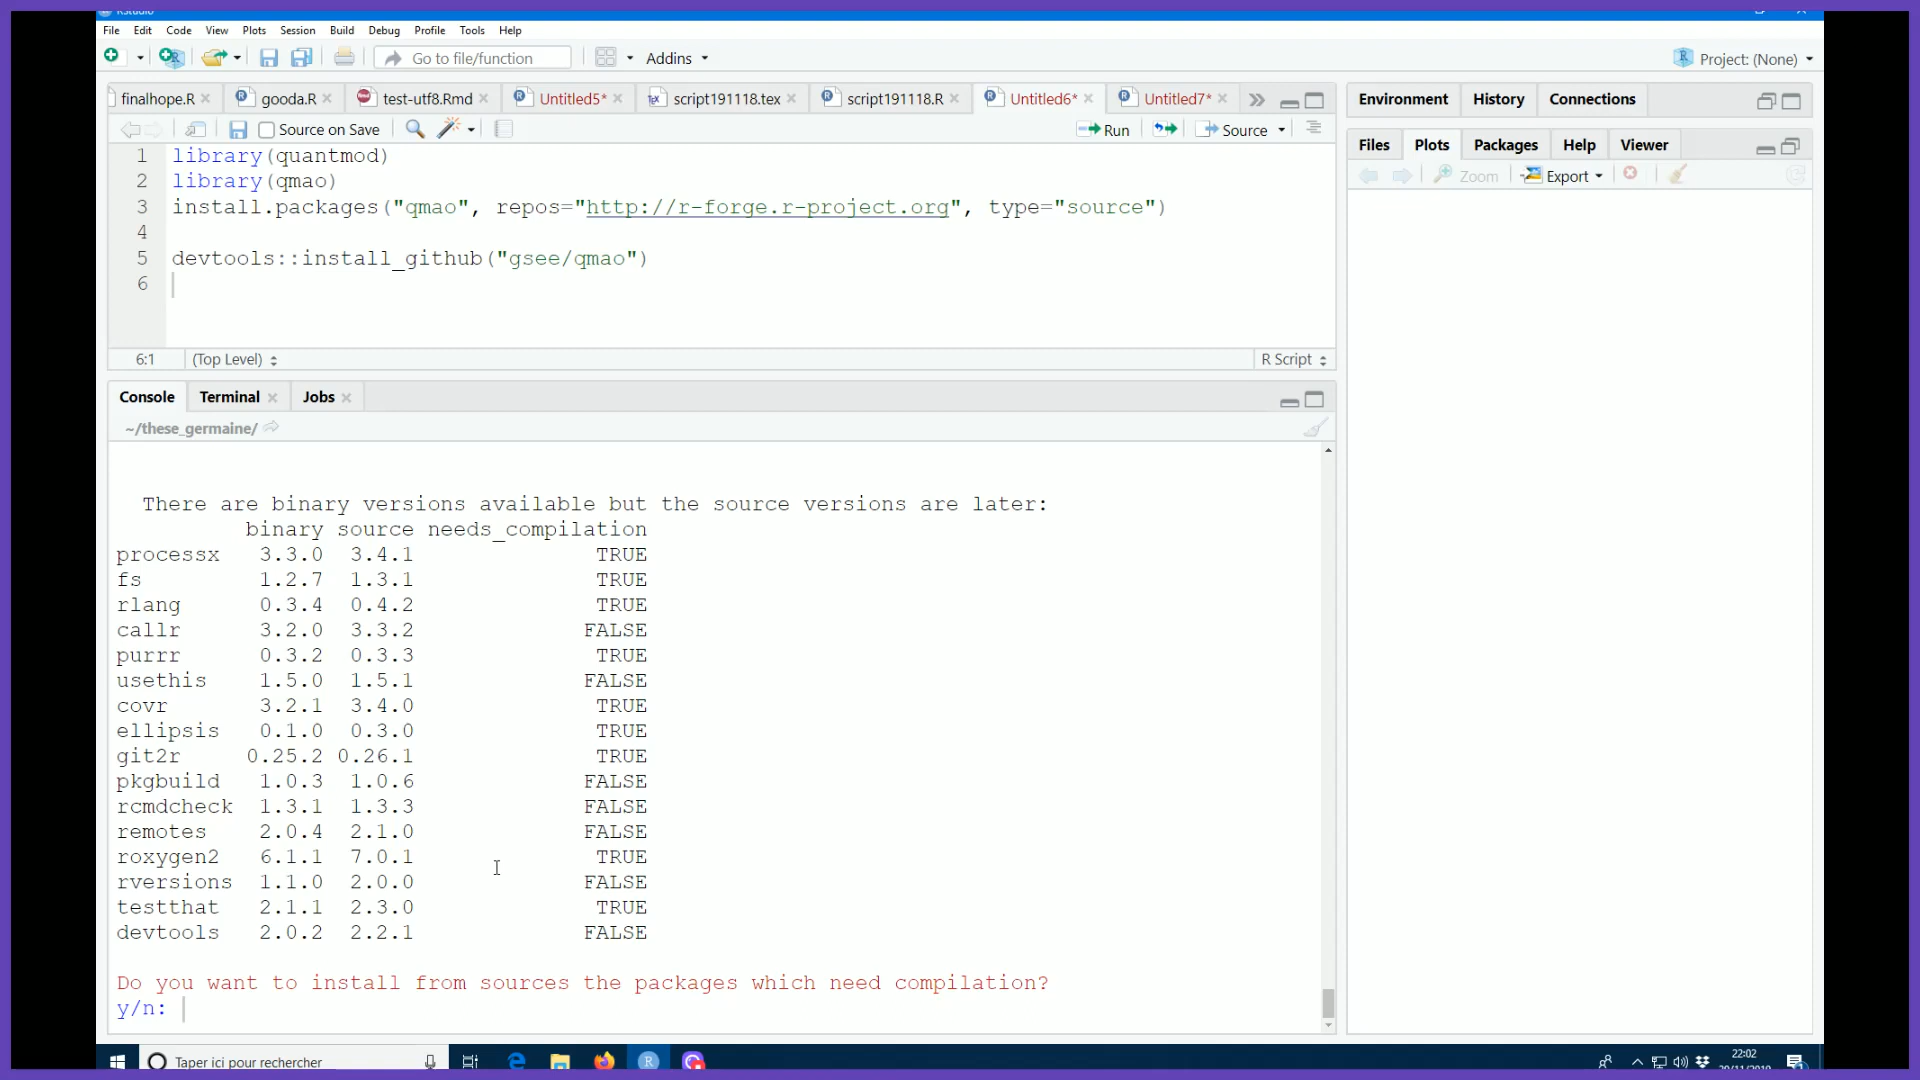 File Edit Code View Plots Session Build Debug Profile Tools Help
Go to file/function Addins Project: (None)
finalhope.R gooda.R test-utf8.Rmd Untitled5* script191118.tex script191118.R Untitled6* Untitled7*
Source on Save Run Source
1 library(quantmod)
2 library(qmao)
3 install.packages("qmao", repos="http://r-forge.r-project.org", type="source")
4
5 devtools::install_github("gsee/qmao")
6
6:1 (Top Level) R Script
Console Terminal Jobs
~/these_germaine/
There are binary versions available but the source versions are later:
binary source needs_compilation
processx 3.3.0 3.4.1 TRUE
fs 1.2.7 1.3.1 TRUE
rlang 0.3.4 0.4.2 TRUE
callr 3.2.0 3.3.2 FALSE
purrr 0.3.2 0.3.3 TRUE
usethis 1.5.0 1.5.1 FALSE
covr 3.2.1 3.4.0 TRUE
ellipsis 0.1.0 0.3.0 TRUE
git2r 0.25.2 0.26.1 TRUE
pkgbuild 1.0.3 1.0.6 FALSE
rcmdcheck 1.3.1 1.3.3 FALSE
remotes 2.0.4 2.1.0 FALSE
roxygen2 6.1.1 7.0.1 TRUE
rversions 1.1.0 2.0.0 FALSE
testthat 2.1.1 2.3.0 TRUE
devtools 2.0.2 2.2.1 FALSE
Do you want to install from sources the packages which need compilation?
y/n:
Environment History Connections
Files Plots Packages Help Viewer
Zoom Export
Taper ici pour rechercher
22:02